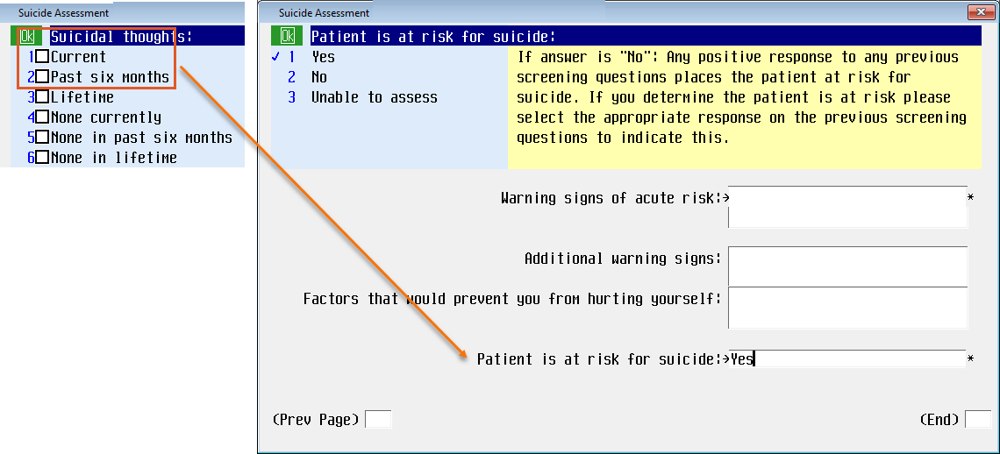 Suicide Assessment
Ok Suicidal thoughts:
1 Current
2 Past six months
3 Lifetime
4 None currently
5 None in past six months
6 None in lifetime
Suicide Assessment
Ok Patient is at risk for suicide:
✓ 1 Yes
2 No
3 Unable to assess
If answer is "No": Any positive response to any previous
screening questions places the patient at risk for
suicide. If you determine the patient is at risk please
select the appropriate response on the previous screening
questions to indicate this.
Warning signs of acute risk:→ *
Additional warning signs:
Factors that would prevent you from hurting yourself:
Patient is at risk for suicide:→Yes *
(Prev Page)
(End)